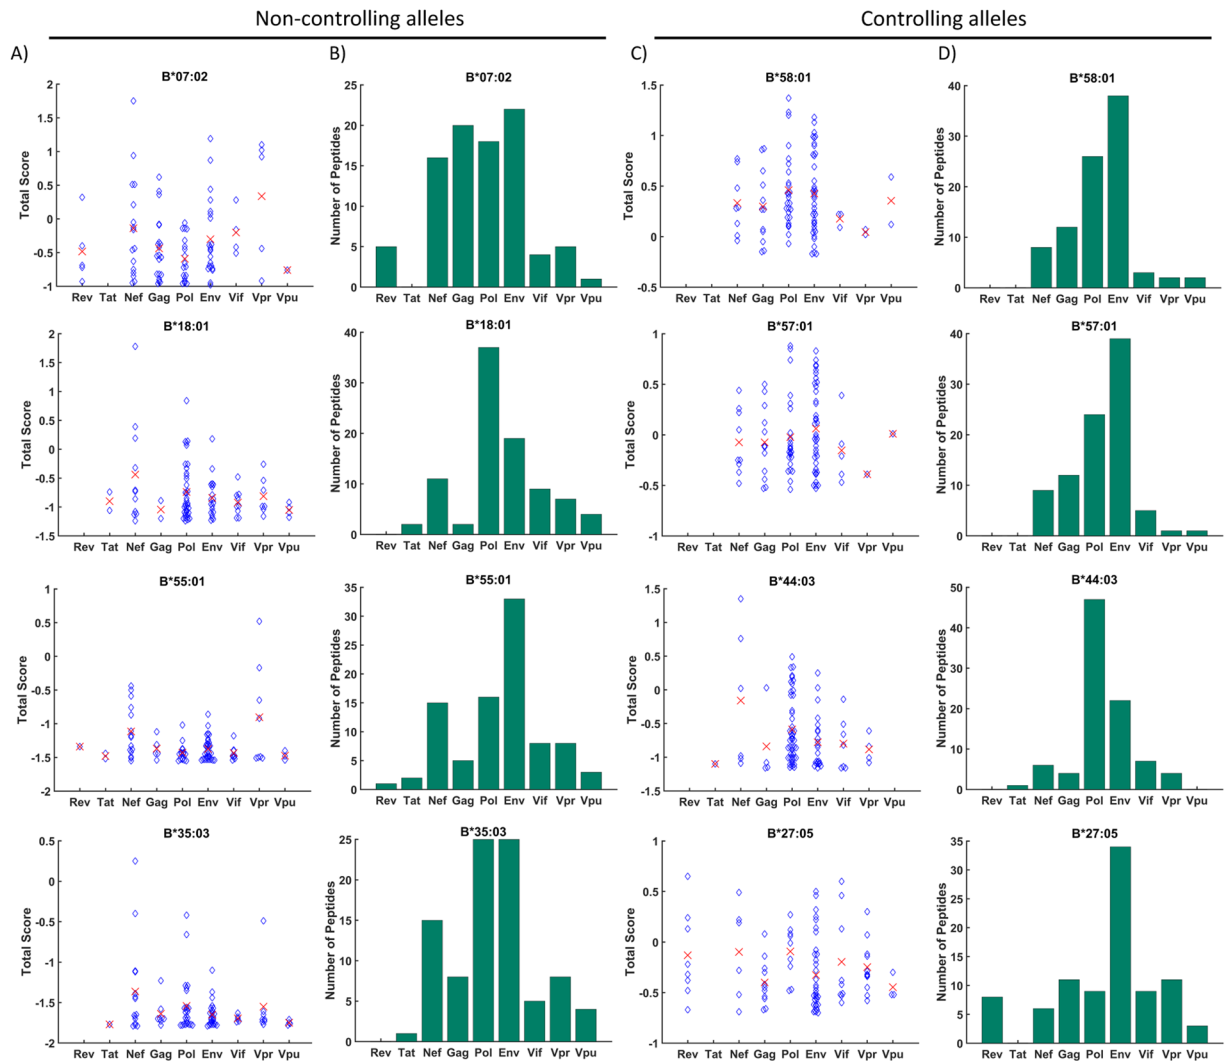 Non-controlling alleles
Controlling alleles
A)
B*07:02
Total Score
2
1.5
1
0.5
0
-0.5
-1
Rev Tat Nef Gag Pol Env Vif Vpr Vpu
B)
B*07:02
Number of Peptides
25
20
15
10
5
0
Rev Tat Nef Gag Pol Env Vif Vpr Vpu
C)
B*58:01
Total Score
1.5
1
0.5
0
-0.5
Rev Tat Nef Gag Pol Env Vif Vpr Vpu
D)
B*58:01
Number of Peptides
40
30
20
10
0
Rev Tat Nef Gag Pol Env Vif Vpr Vpu
B*18:01
Total Score
2
1.5
1
0.5
0
-0.5
-1
-1.5
Rev Tat Nef Gag Pol Env Vif Vpr Vpu
B*18:01
Number of Peptides
40
30
20
10
0
Rev Tat Nef Gag Pol Env Vif Vpr Vpu
B*57:01
Total Score
1
0.5
0
-0.5
-1
Rev Tat Nef Gag Pol Env Vif Vpr Vpu
B*57:01
Number of Peptides
40
30
20
10
0
Rev Tat Nef Gag Pol Env Vif Vpr Vpu
B*55:01
Total Score
1
0.5
0
-0.5
-1
-1.5
-2
Rev Tat Nef Gag Pol Env Vif Vpr Vpu
B*55:01
Number of Peptides
35
30
25
20
15
10
5
0
Rev Tat Nef Gag Pol Env Vif Vpr Vpu
B*44:03
Total Score
1.5
1
0.5
0
-0.5
-1
-1.5
Rev Tat Nef Gag Pol Env Vif Vpr Vpu
B*44:03
Number of Peptides
50
40
30
20
10
0
Rev Tat Nef Gag Pol Env Vif Vpr Vpu
B*35:03
Total Score
0.5
0
-0.5
-1
-1.5
-2
Rev Tat Nef Gag Pol Env Vif Vpr Vpu
B*35:03
Number of Peptides
25
20
15
10
5
0
Rev Tat Nef Gag Pol Env Vif Vpr Vpu
B*27:05
Total Score
1
0.5
0
-0.5
-1
Rev Tat Nef Gag Pol Env Vif Vpr Vpu
B*27:05
Number of Peptides
35
30
25
20
15
10
5
0
Rev Tat Nef Gag Pol Env Vif Vpr Vpu